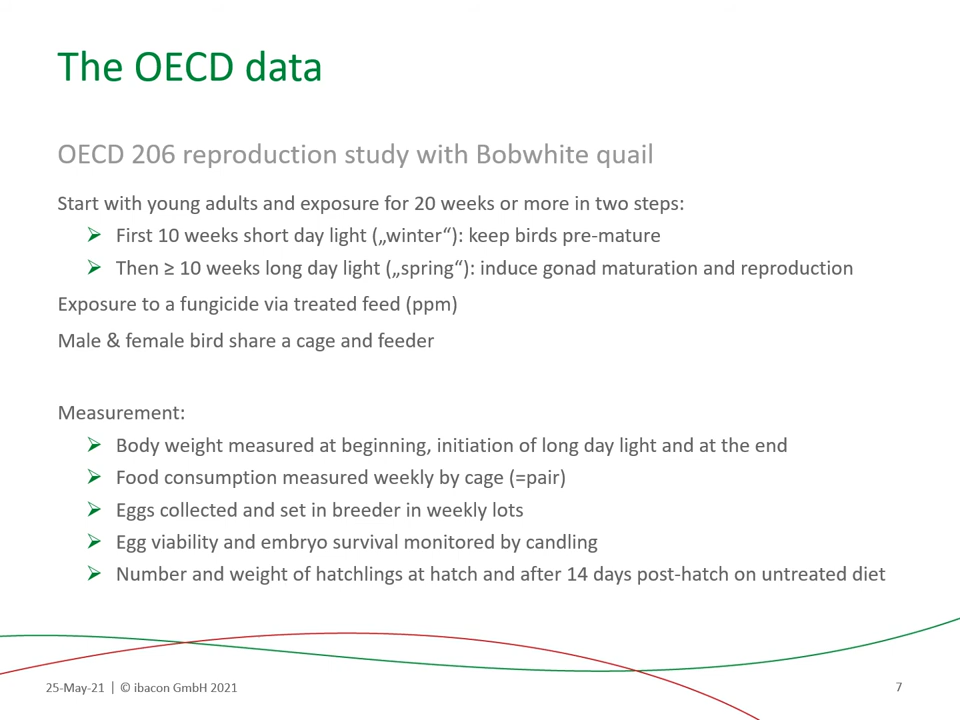 The OECD data
OECD 206 reproduction study with Bobwhite quail
Start with young adults and exposure for 20 weeks or more in two steps:
First 10 weeks short day light („winter“): keep birds pre-mature
Then ≥ 10 weeks long day light („spring“): induce gonad maturation and reproduction
Exposure to a fungicide via treated feed (ppm)
Male & female bird share a cage and feeder
Measurement:
Body weight measured at beginning, initiation of long day light and at the end
Food consumption measured weekly by cage (=pair)
Eggs collected and set in breeder in weekly lots
Egg viability and embryo survival monitored by candling
Number and weight of hatchlings at hatch and after 14 days post-hatch on untreated diet
25-May-21 | © ibacon GmbH 2021
7